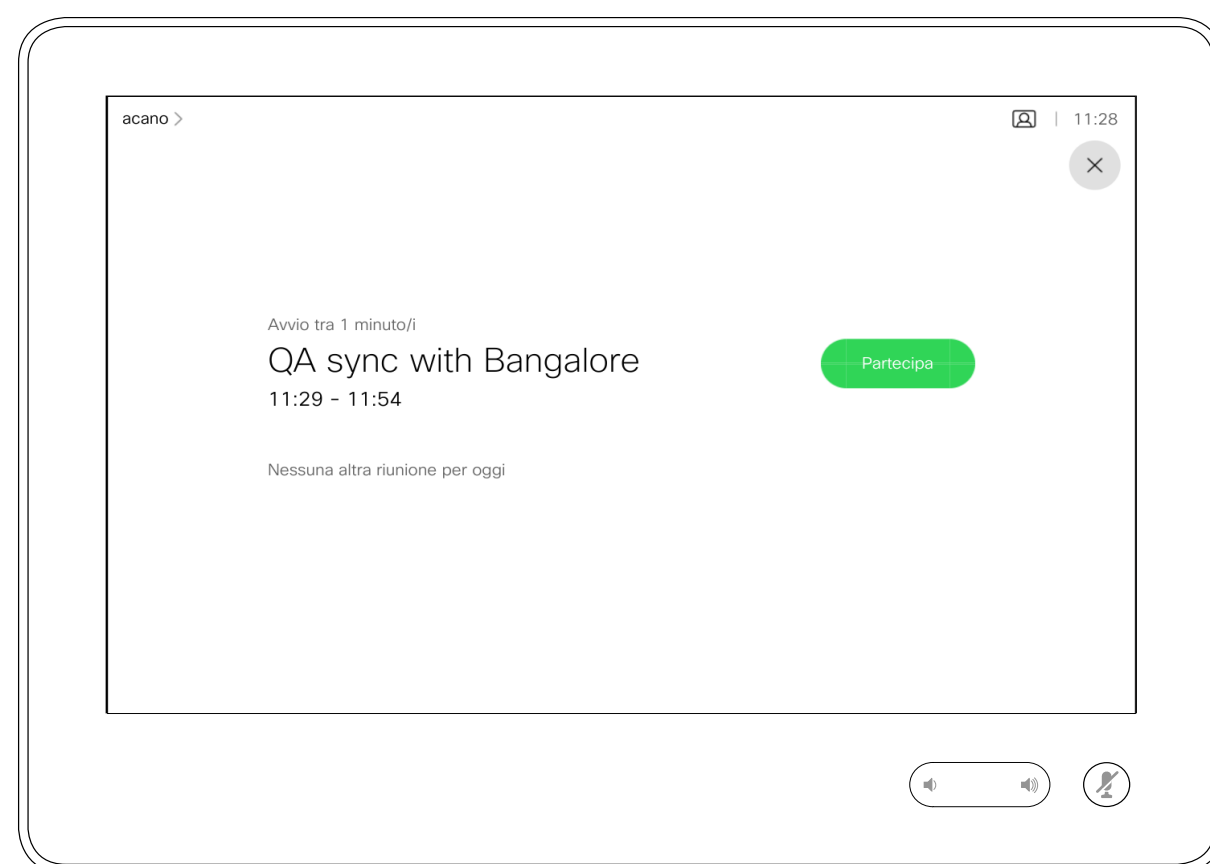 acano
11:28
Avvio tra 1 minuto/i
QA sync with Bangalore
Partecipa
11:29 - 11:54
Nessuna altra riunione per oggi